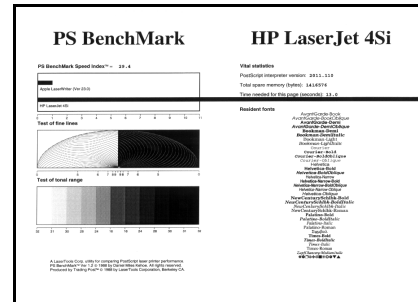 PS BenchMark
HP LaserJet 4Si
PS BenchMark Speed Index™ – 29.4
Apple LaserWriter (Ver 23.0)
HP LaserJet 4Si
Test of fine lines
Test of tonal range
Vital statistics
PostScript interpreter version: 2011.110
Total spare memory (bytes): 1416576
Time needed for this page (seconds): 13.0
Resident fonts
AvantGarde-Book
AvantGarde-BookOblique
AvantGarde-Demi
AvantGarde-DemiOblique
Bookman-Demi
Bookman-DemiItalic
Bookman-Light
Bookman-LightItalic
Courier
Courier-Bold
Courier-BoldOblique
Courier-Oblique
Helvetica
Helvetica-Bold
Helvetica-BoldOblique
Helvetica-Narrow
Helvetica-Narrow-Bold
Helvetica-Narrow-BoldOblique
Helvetica-Narrow-Oblique
Helvetica-Oblique
NewCenturySchlbk-Bold
NewCenturySchlbk-BoldItalic
NewCenturySchlbk-Italic
NewCenturySchlbk-Roman
Palatino-Bold
Palatino-BoldItalic
Palatino-Italic
Palatino-Roman
Times-Bold
Times-BoldItalic
Times-Italic
Times-Roman
ZapfChancery-MediumItalic
A LaserTools Corp. utility for comparing PostScript laser printer performance.
PS BenchMark™ Ver 1.2 © 1988 by Daniel Miles Kehoe. All rights reserved.
Produced by Trading Post™ © 1988 by LaserTools Corporation, Berkeley CA.